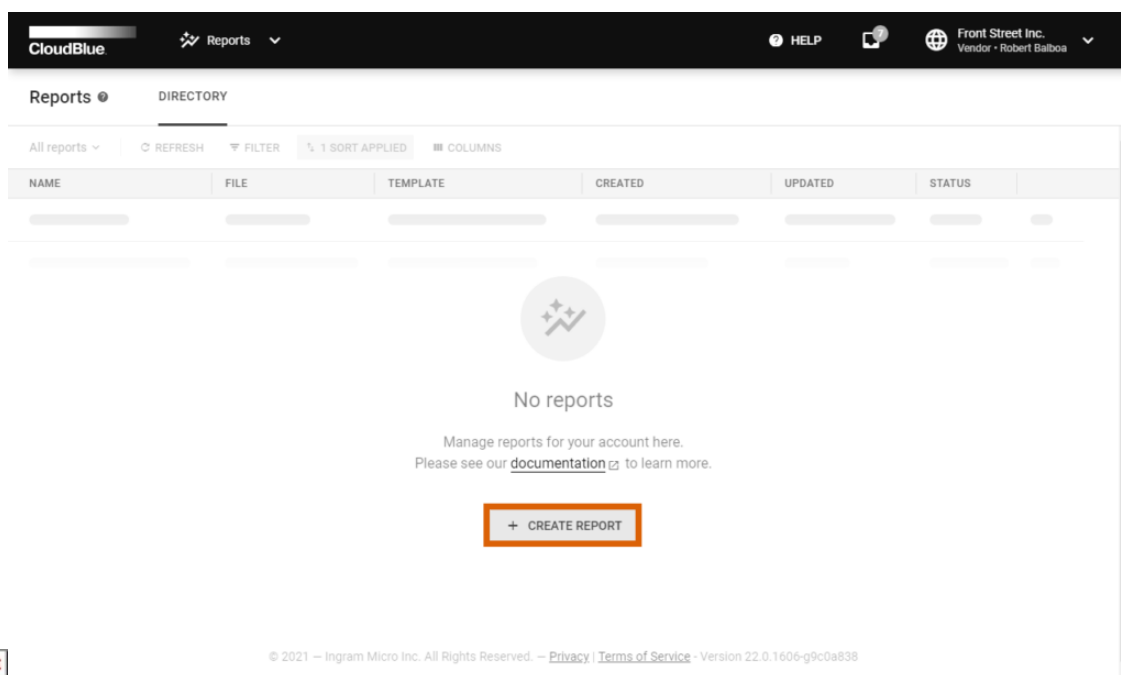 CloudBlue Reports HELP 7 Front Street Inc.
Vendor • Robert Balboa
Reports DIRECTORY
All reports REFRESH FILTER 1 SORT APPLIED COLUMNS
NAME FILE TEMPLATE CREATED UPDATED STATUS
No reports
Manage reports for your account here.
Please see our documentation to learn more.
+ CREATE REPORT
© 2021 – Ingram Micro Inc. All Rights Reserved. – Privacy | Terms of Service - Version 22.0.1606-g9c0a838